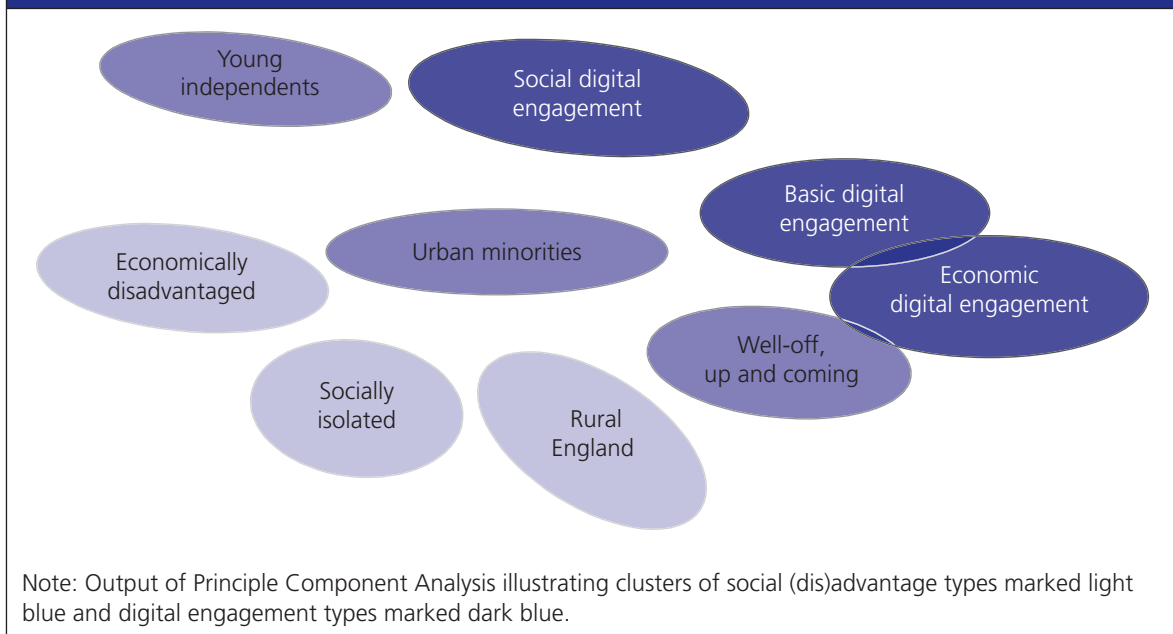 Young
independents
Social digital
engagement
Basic digital
engagement
Urban minorities
Economically
disadvantaged
Economic
digital engagement
Well-off,
up and coming
Socially
isolated
Rural
England
Note: Output of Principle Component Analysis illustrating clusters of social (dis)advantage types marked light
blue and digital engagement types marked dark blue.